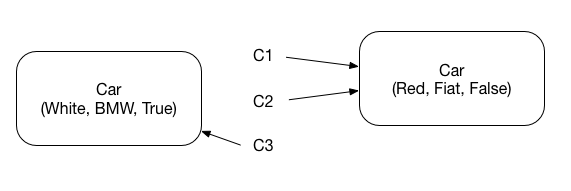 Car
(White, BMW, True)
C1
C2
C3
Car
(Red, Fiat, False)